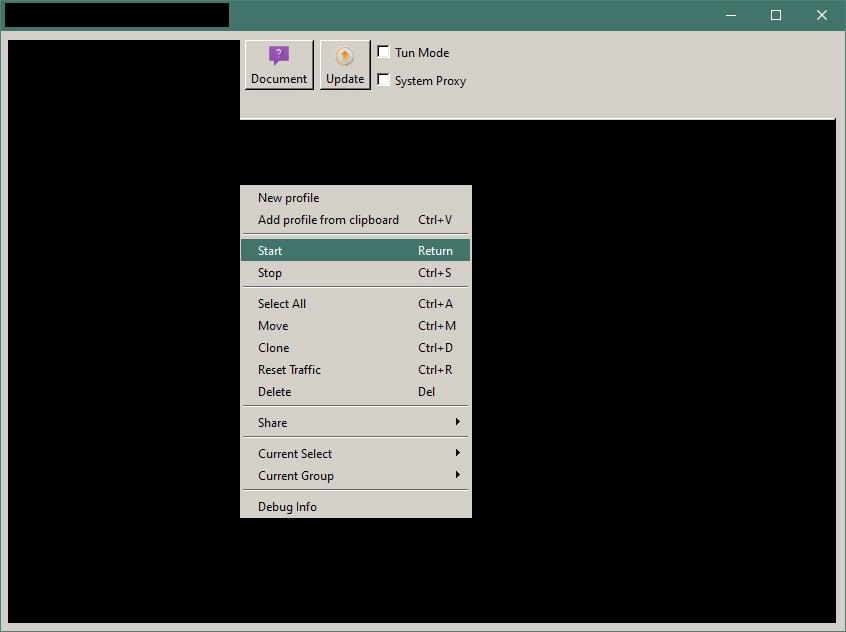 Document
Update
Tun Mode
System Proxy
New profile
Add profile from clipboard Ctrl+V
Start Return
Stop Ctrl+S
Select All Ctrl+A
Move Ctrl+M
Clone Ctrl+D
Reset Traffic Ctrl+R
Delete Del
Share
Current Select
Current Group
Debug Info